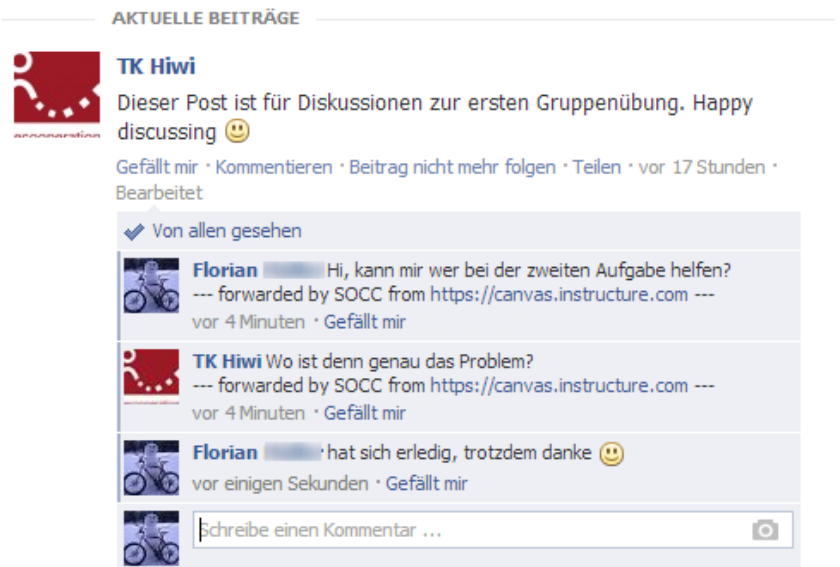 AKTUELLE BEITRÄGE
TK Hiwi
Dieser Post ist für Diskussionen zur ersten Gruppenübung. Happy
discussing
Gefällt mir · Kommentieren · Beitrag nicht mehr folgen · Teilen · vor 17 Stunden ·
Bearbeitet
Von allen gesehen
Florian Hi, kann mir wer bei der zweiten Aufgabe helfen?
--- forwarded by SOCC from https://canvas.instructure.com ---
vor 4 Minuten · Gefällt mir
TK Hiwi Wo ist denn genau das Problem?
--- forwarded by SOCC from https://canvas.instructure.com ---
vor 4 Minuten · Gefällt mir
Florian hat sich erledig, trotzdem danke
vor einigen Sekunden · Gefällt mir
Schreibe einen Kommentar ...